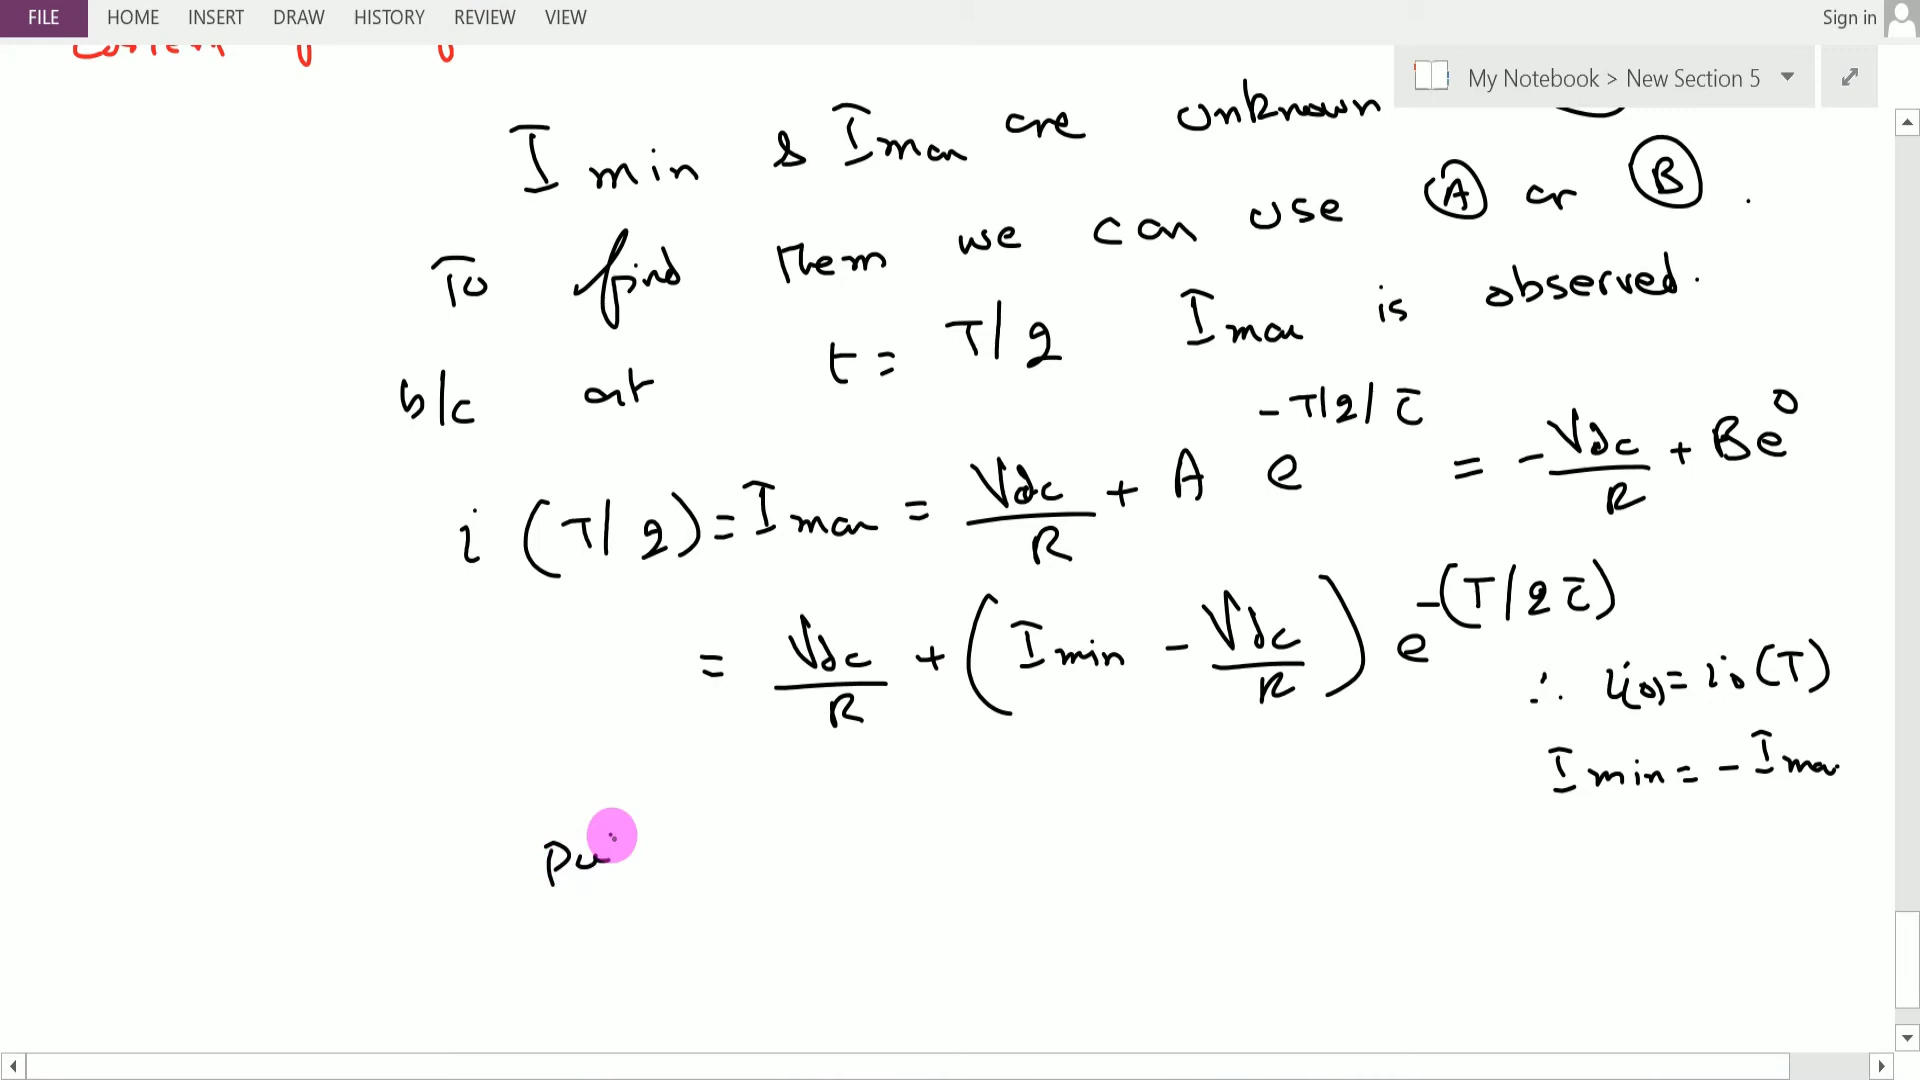 FILE HOME INSERT DRAW HISTORY REVIEW VIEW Sign in
My Notebook > New Section 5
I min & I max are unknown
To find them we can use (A) or (B).
b/c at t = T/2 I max is observed.
i (T/2) = I max = Vdc/R + A e^(-T/2/τ) = -Vdc/R + Be^0
= Vdc/R + (I min - Vdc/R) e^-(T/2τ)
∴ i(0) = io(T)
I min = - I max
Pu